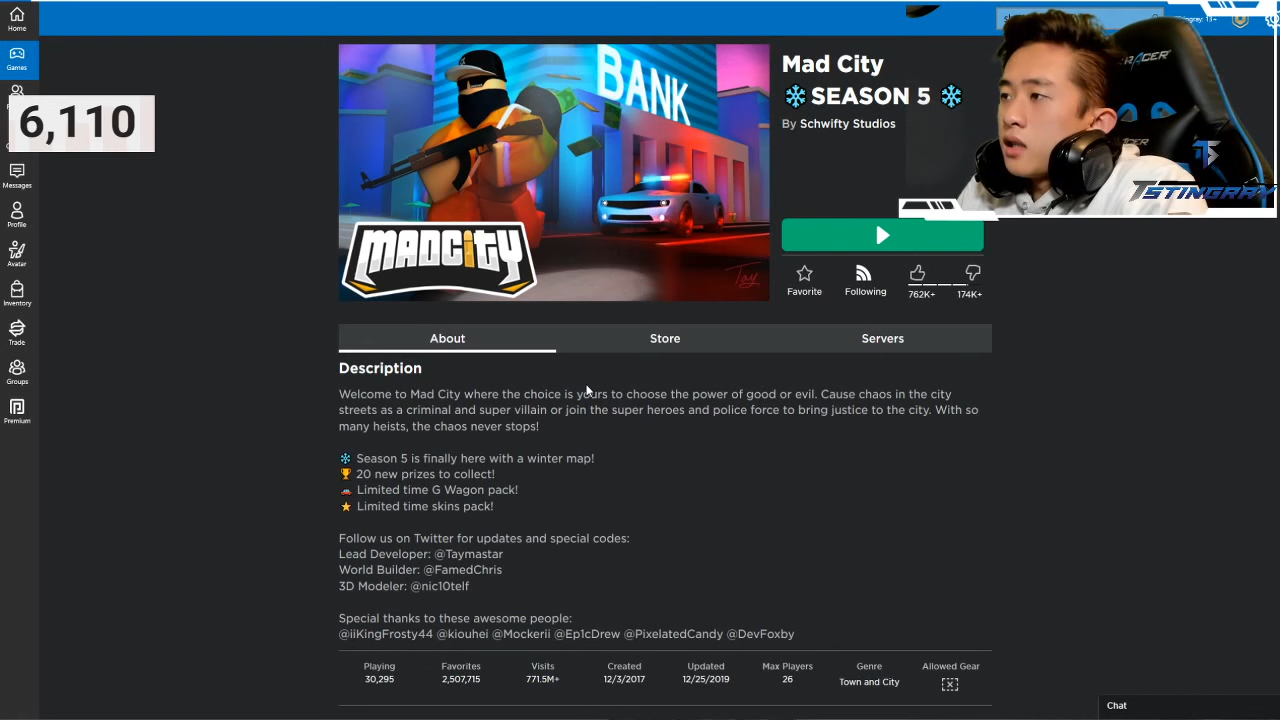 Home
Games
6,110
Messages
Profile
Avatar
Inventory
Trade
Groups
Premium
BANK
MADCITY
Tay
Mad City
❄SEASON 5 ❄
By Schwifty Studios
RACER
TS
TSTINGRAY
Favorite
Following
762K+
174K+
About
Store
Servers
Description
Welcome to Mad City where the choice is yours to choose the power of good or evil. Cause chaos in the city
streets as a criminal and super villain or join the super heroes and police force to bring justice to the city. With so
many heists, the chaos never stops!
❄ Season 5 is finally here with a winter map!
🏆 20 new prizes to collect!
🚗 Limited time G Wagon pack!
⭐ Limited time skins pack!
Follow us on Twitter for updates and special codes:
Lead Developer: @Taymastar
World Builder: @FamedChris
3D Modeler: @nic10telf
Special thanks to these awesome people:
@iiKingFrosty44 @kiouhei @Mockerii @Ep1cDrew @PixelatedCandy @DevFoxby
Playing Favorites Visits Created Updated Max Players Genre Allowed Gear
30,295 2,507,715 771.5M+ 12/3/2017 12/25/2019 26 Town and City
Chat